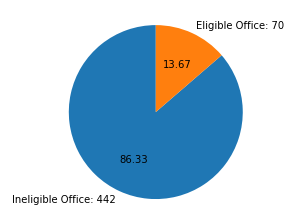 Eligible Office: 70
13.67
86.33
Ineligible Office: 442